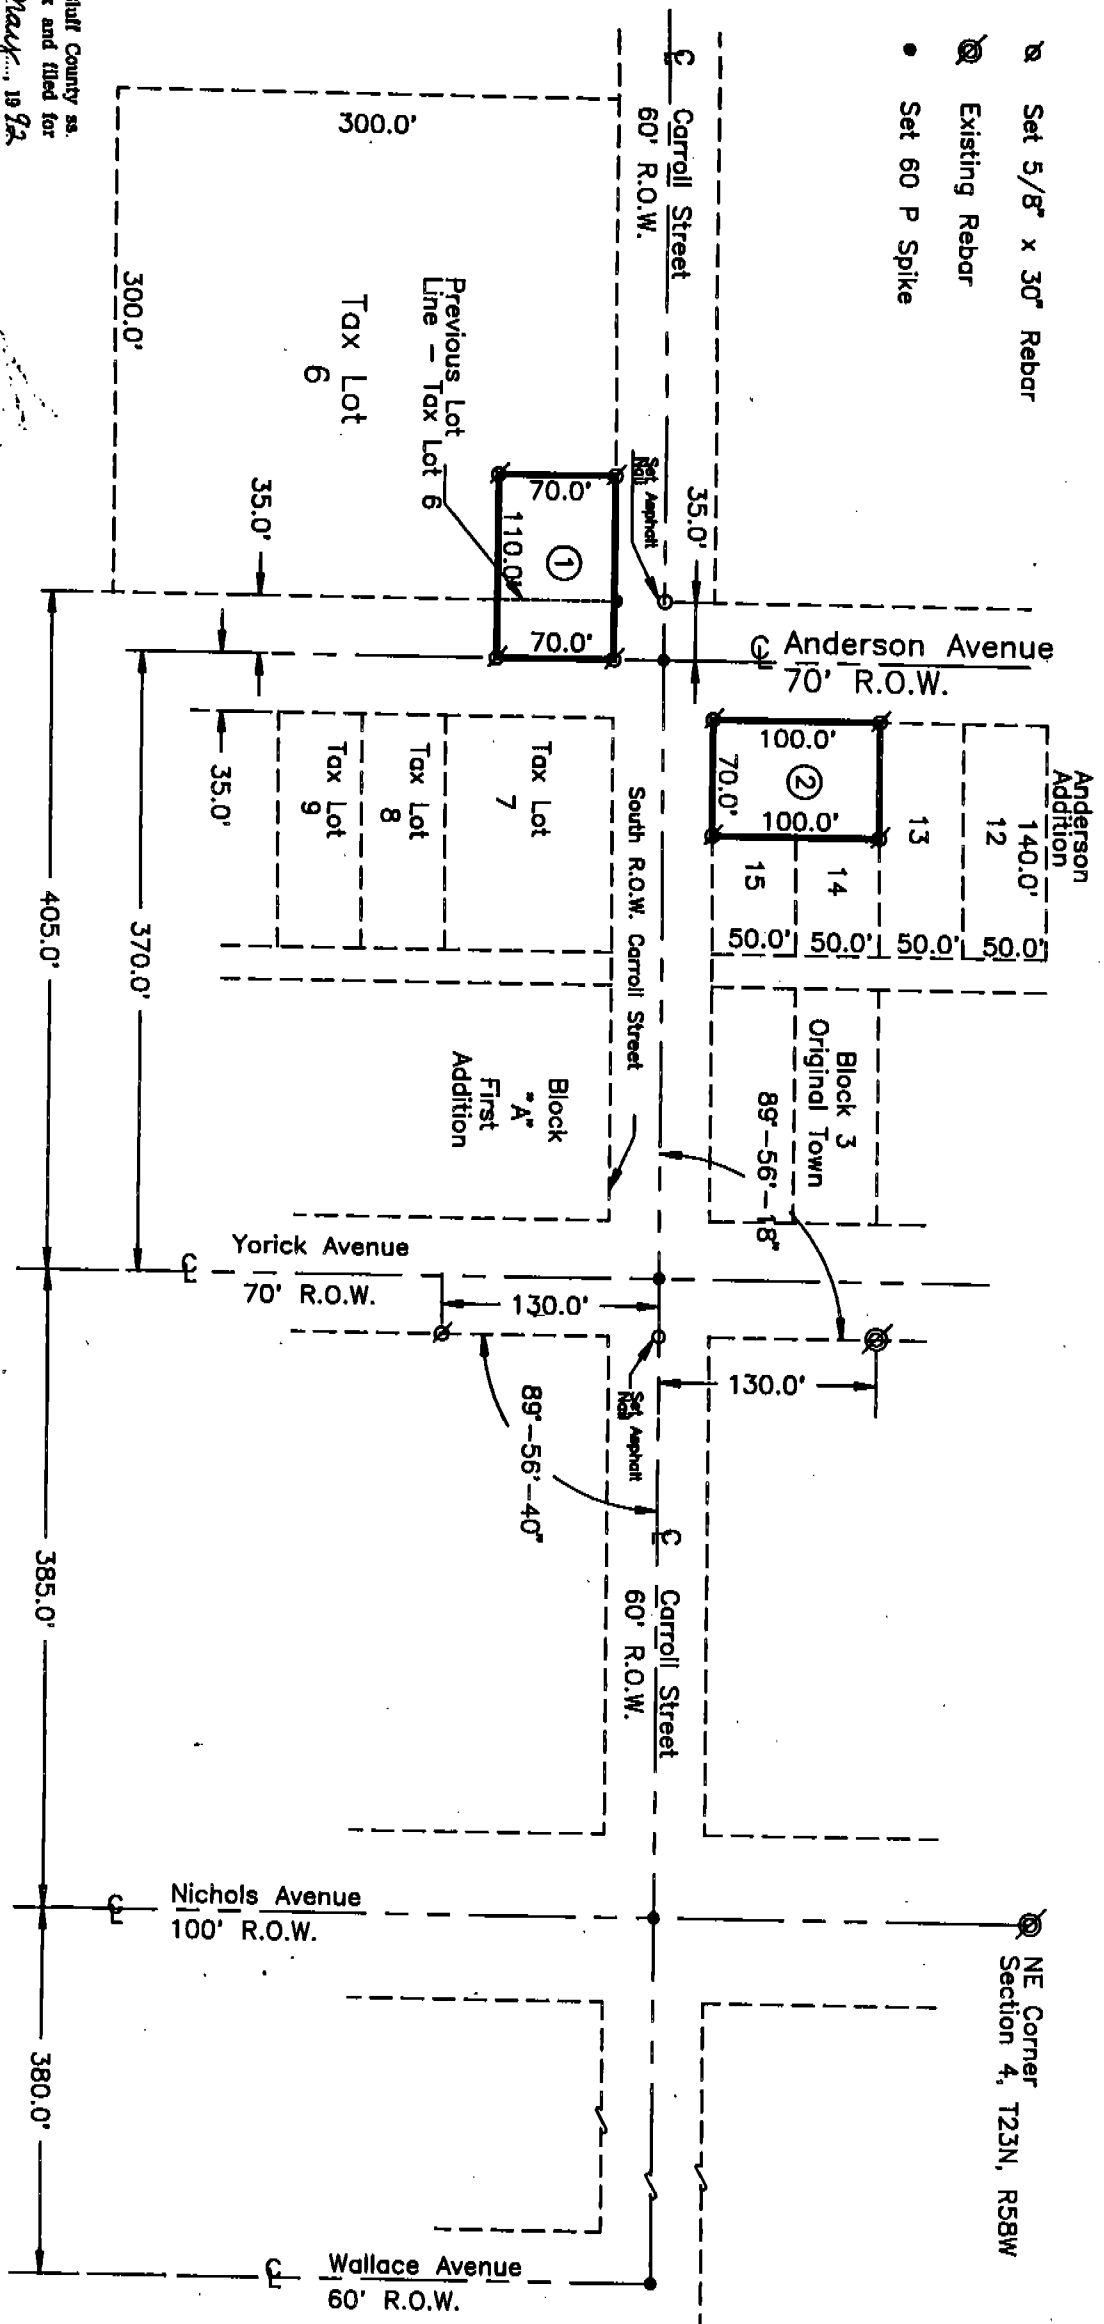 Set 5/8" x 30" Rebar
Existing Rebar
Set 60 P Spike
℄ Carroll Street
60' R.O.W.
300.0'
300.0'
Previous Lot
Line - Tax Lot 6
Tax Lot
6
Set Asphalt
Nail
35.0'
70.0'
110.0'
1
70.0'
35.0'
℄ Anderson Avenue
70' R.O.W.
Anderson
Addition
100.0'
2
70.0'
100.0'
140.0'
12
13
14
15
50.0'
50.0'
50.0'
50.0'
Tax Lot
7
Tax Lot
8
Tax Lot
9
35.0'
South R.O.W. Carroll Street
Block 3
Original Town
Block
"A"
First
Addition
89°-56'-18"
405.0'
370.0'
℄ Yorick Avenue
70' R.O.W.
130.0'
130.0'
Set Asphalt
Nail
89°-56'-40"
℄ Carroll Street
60' R.O.W.
385.0'
℄ Nichols Avenue
100' R.O.W.
NE Corner
Section 4, T23N, R58W
380.0'
℄ Wallace Avenue
60' R.O.W.
bluff County ss.
and filed for
May, 1992